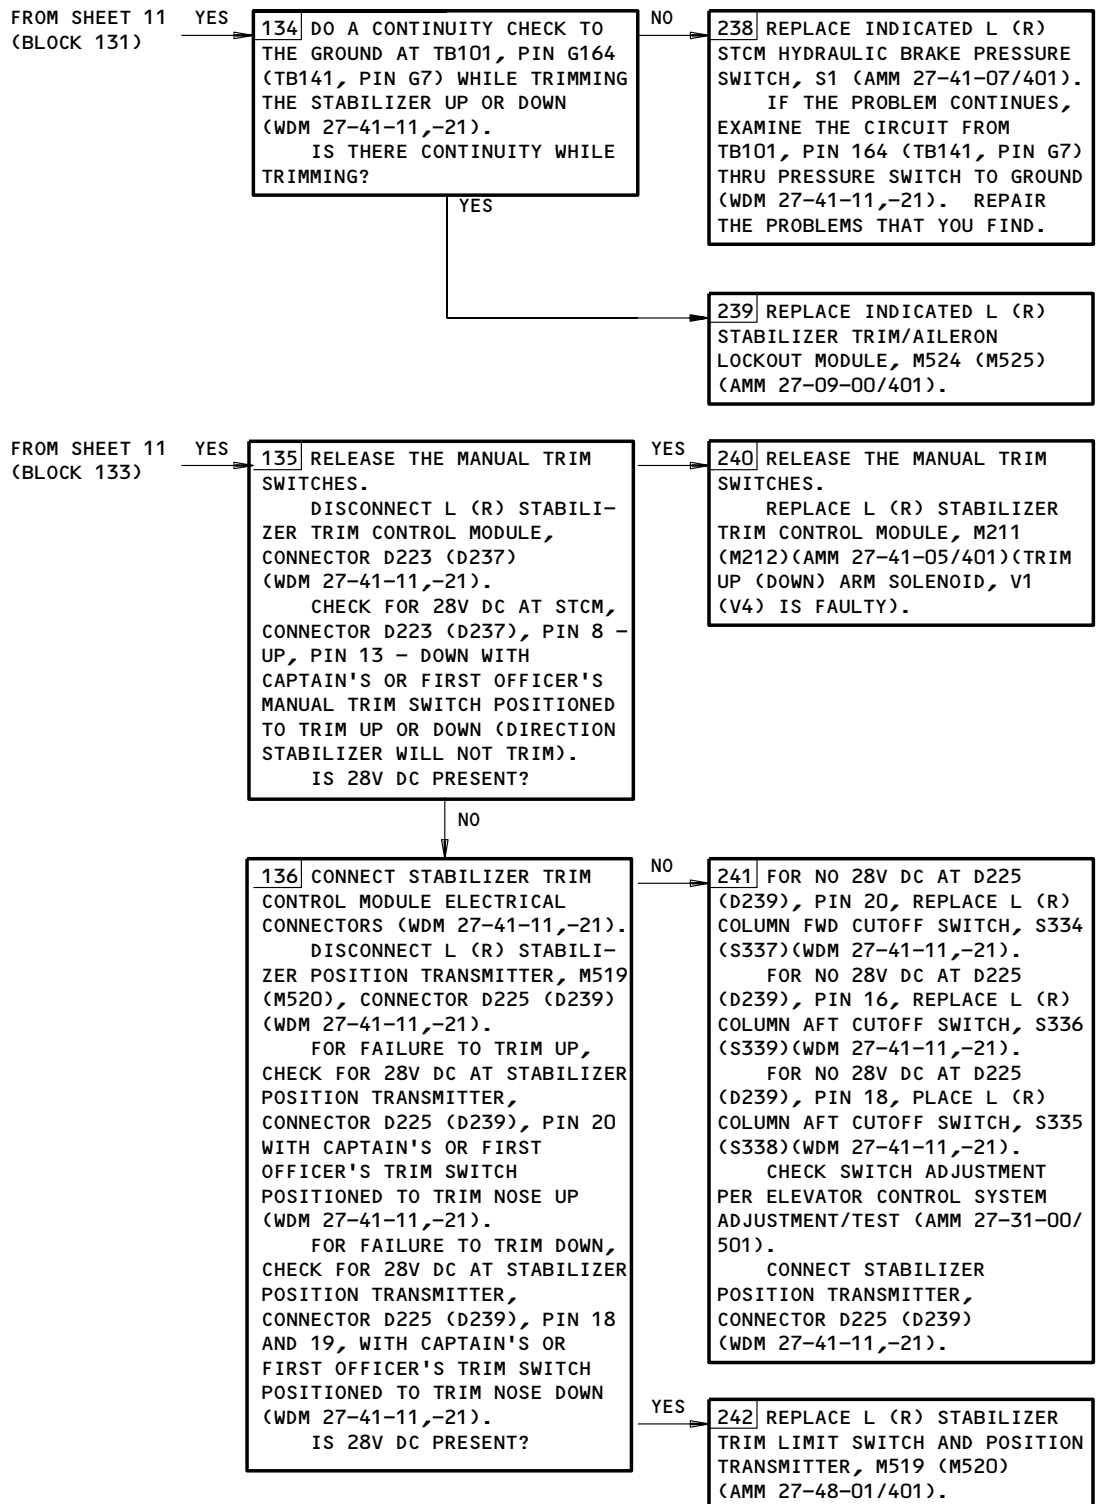 FROM SHEET 11
(BLOCK 131)
YES
134 DO A CONTINUITY CHECK TO
THE GROUND AT TB101, PIN G164
(TB141, PIN G7) WHILE TRIMMING
THE STABILIZER UP OR DOWN
(WDM 27-41-11,-21).
IS THERE CONTINUITY WHILE
TRIMMING?
NO
238 REPLACE INDICATED L (R)
STCM HYDRAULIC BRAKE PRESSURE
SWITCH, S1 (AMM 27-41-07/401).
IF THE PROBLEM CONTINUES,
EXAMINE THE CIRCUIT FROM
TB101, PIN 164 (TB141, PIN G7)
THRU PRESSURE SWITCH TO GROUND
(WDM 27-41-11,-21). REPAIR
THE PROBLEMS THAT YOU FIND.
YES
239 REPLACE INDICATED L (R)
STABILIZER TRIM/AILERON
LOCKOUT MODULE, M524 (M525)
(AMM 27-09-00/401).
FROM SHEET 11
(BLOCK 133)
YES
135 RELEASE THE MANUAL TRIM
SWITCHES.
DISCONNECT L (R) STABILI-
ZER TRIM CONTROL MODULE,
CONNECTOR D223 (D237)
(WDM 27-41-11,-21).
CHECK FOR 28V DC AT STCM,
CONNECTOR D223 (D237), PIN 8 -
UP, PIN 13 - DOWN WITH
CAPTAIN'S OR FIRST OFFICER'S
MANUAL TRIM SWITCH POSITIONED
TO TRIM UP OR DOWN (DIRECTION
STABILIZER WILL NOT TRIM).
IS 28V DC PRESENT?
YES
240 RELEASE THE MANUAL TRIM
SWITCHES.
REPLACE L (R) STABILIZER
TRIM CONTROL MODULE, M211
(M212)(AMM 27-41-05/401)(TRIM
UP (DOWN) ARM SOLENOID, V1
(V4) IS FAULTY).
NO
136 CONNECT STABILIZER TRIM
CONTROL MODULE ELECTRICAL
CONNECTORS (WDM 27-41-11,-21).
DISCONNECT L (R) STABILI-
ZER POSITION TRANSMITTER, M519
(M520), CONNECTOR D225 (D239)
(WDM 27-41-11,-21).
FOR FAILURE TO TRIM UP,
CHECK FOR 28V DC AT STABILIZER
POSITION TRANSMITTER,
CONNECTOR D225 (D239), PIN 20
WITH CAPTAIN'S OR FIRST
OFFICER'S TRIM SWITCH
POSITIONED TO TRIM NOSE UP
(WDM 27-41-11,-21).
FOR FAILURE TO TRIM DOWN,
CHECK FOR 28V DC AT STABILIZER
POSITION TRANSMITTER,
CONNECTOR D225 (D239), PIN 18
AND 19, WITH CAPTAIN'S OR
FIRST OFFICER'S TRIM SWITCH
POSITIONED TO TRIM NOSE DOWN
(WDM 27-41-11,-21).
IS 28V DC PRESENT?
NO
241 FOR NO 28V DC AT D225
(D239), PIN 20, REPLACE L (R)
COLUMN FWD CUTOFF SWITCH, S334
(S337)(WDM 27-41-11,-21).
FOR NO 28V DC AT D225
(D239), PIN 16, REPLACE L (R)
COLUMN AFT CUTOFF SWITCH, S336
(S339)(WDM 27-41-11,-21).
FOR NO 28V DC AT D225
(D239), PIN 18, PLACE L (R)
COLUMN AFT CUTOFF SWITCH, S335
(S338)(WDM 27-41-11,-21).
CHECK SWITCH ADJUSTMENT
PER ELEVATOR CONTROL SYSTEM
ADJUSTMENT/TEST (AMM 27-31-00/
501).
CONNECT STABILIZER
POSITION TRANSMITTER,
CONNECTOR D225 (D239)
(WDM 27-41-11,-21).
YES
242 REPLACE L (R) STABILIZER
TRIM LIMIT SWITCH AND POSITION
TRANSMITTER, M519 (M520)
(AMM 27-48-01/401).